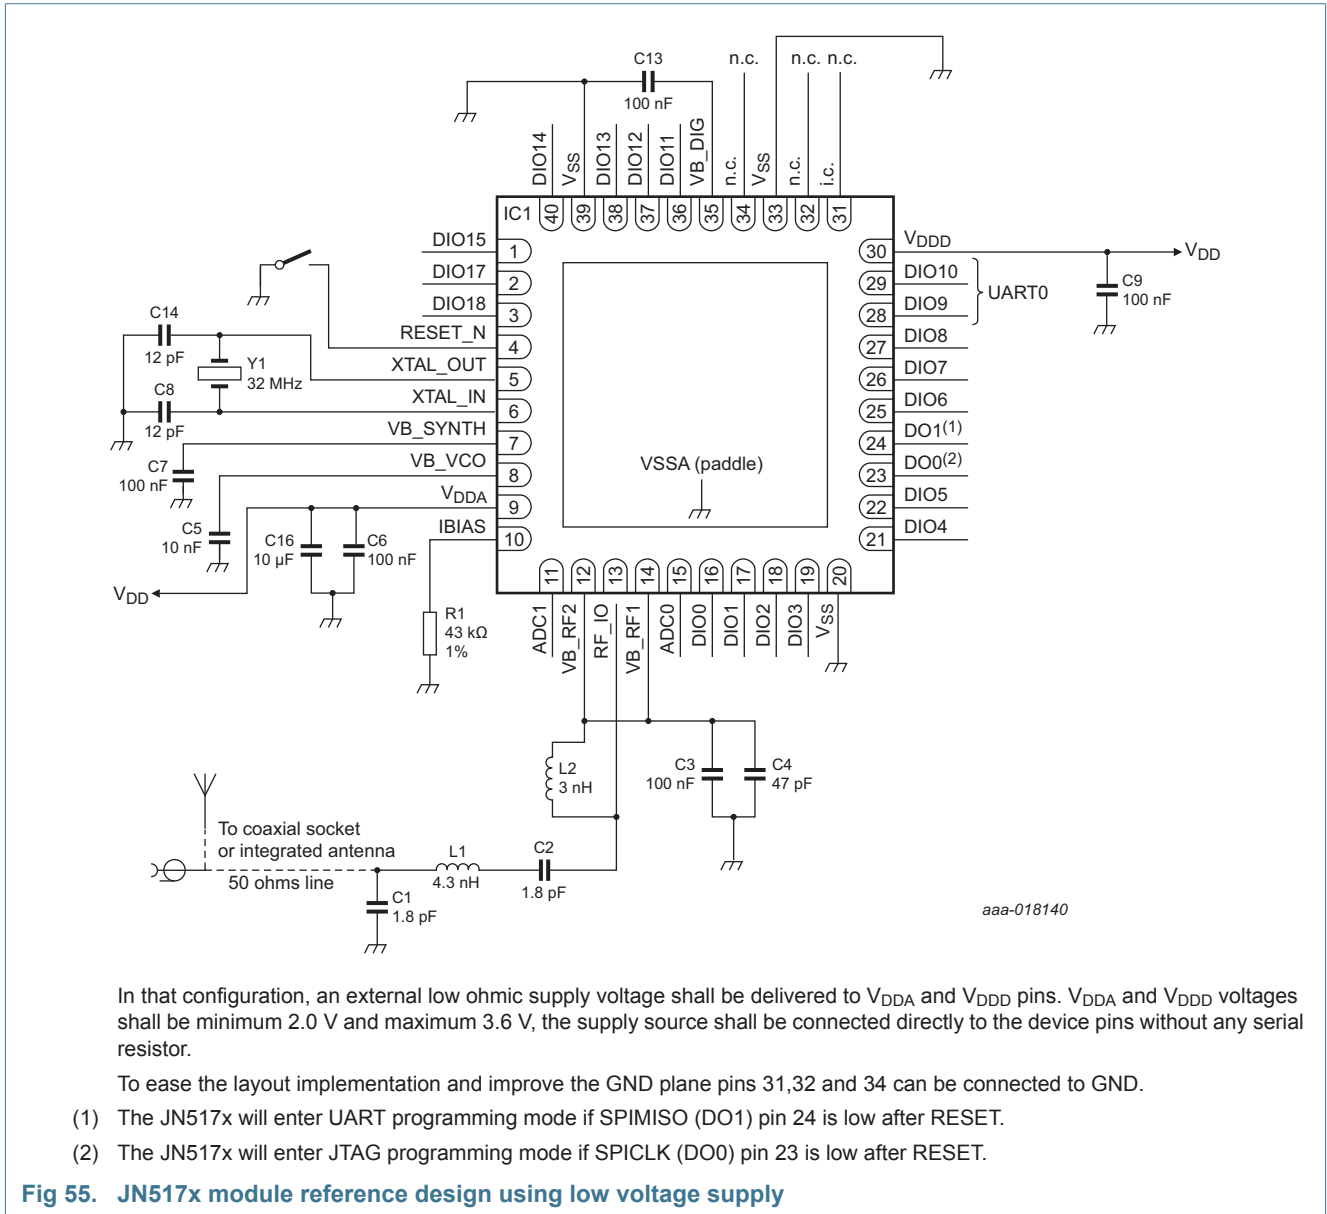 C13
100 nF
n.c.
n.c. n.c.
DIO14
VSS
DIO13
DIO12
DIO11
VB_DIG
n.c.
VSS
n.c.
i.c.
IC1
40
39
38
37
36
35
34
33
32
31
DIO15
1
DIO17
2
DIO18
3
RESET_N
4
XTAL_OUT
5
XTAL_IN
6
VB_SYNTH
7
VB_VCO
8
VDDA
9
IBIAS
10
C14
12 pF
Y1
32 MHz
C8
12 pF
C7
100 nF
C5
10 nF
C16
10 µF
C6
100 nF
VDD
R1
43 kΩ
1%
VSSA (paddle)
30
VDDD
VDD
29
DIO10
28
DIO9
UART0
C9
100 nF
27
DIO8
26
DIO7
25
DIO6
24
DO1(1)
23
DO0(2)
22
DIO5
21
DIO4
11
12
13
14
15
16
17
18
19
20
ADC1
VB_RF2
RF_IO
VB_RF1
ADC0
DIO0
DIO1
DIO2
DIO3
VSS
L2
3 nH
C3
100 nF
C4
47 pF
To coaxial socket
or integrated antenna
50 ohms line
L1
4.3 nH
C2
1.8 pF
C1
1.8 pF
aaa-018140
In that configuration, an external low ohmic supply voltage shall be delivered to VDDA and VDDD pins. VDDA and VDDD voltages
shall be minimum 2.0 V and maximum 3.6 V, the supply source shall be connected directly to the device pins without any serial
resistor.
To ease the layout implementation and improve the GND plane pins 31,32 and 34 can be connected to GND.
(1) The JN517x will enter UART programming mode if SPIMISO (DO1) pin 24 is low after RESET.
(2) The JN517x will enter JTAG programming mode if SPICLK (DO0) pin 23 is low after RESET.
Fig 55. JN517x module reference design using low voltage supply